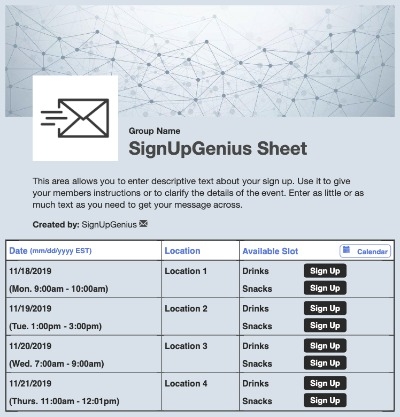 Group Name
SignUpGenius Sheet
This area allows you to enter descriptive text about your sign up. Use it to give
your members instructions or to clarify the details of the event. Enter as little or as
much text as you need to get your message across.
Created by: SignUpGenius
Date (mm/dd/yyyy EST) Location Available Slot Calendar
11/18/2019 Location 1 Drinks Sign Up
(Mon. 9:00am - 10:00am) Snacks Sign Up
11/19/2019 Location 2 Drinks Sign Up
(Tue. 1:00pm - 3:00pm) Snacks Sign Up
11/20/2019 Location 3 Drinks Sign Up
(Wed. 7:00am - 9:00am) Snacks Sign Up
11/21/2019 Location 4 Drinks Sign Up
(Thurs. 11:00am - 12:01pm) Snacks Sign Up